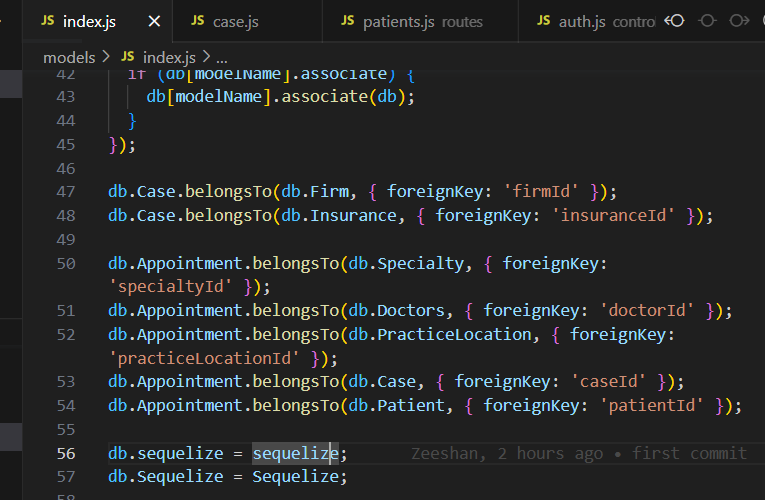 JS index.js × JS case.js JS patients.js routes JS auth.js control
models > JS index.js > ...
42 if (db[modelName].associate) {
43 db[modelName].associate(db);
44 }
45 });
46
47 db.Case.belongsTo(db.Firm, { foreignKey: 'firmId' });
48 db.Case.belongsTo(db.Insurance, { foreignKey: 'insuranceId' });
49
50 db.Appointment.belongsTo(db.Specialty, { foreignKey:
'specialtyId' });
51 db.Appointment.belongsTo(db.Doctors, { foreignKey: 'doctorId' });
52 db.Appointment.belongsTo(db.PracticeLocation, { foreignKey:
'practiceLocationId' });
53 db.Appointment.belongsTo(db.Case, { foreignKey: 'caseId' });
54 db.Appointment.belongsTo(db.Patient, { foreignKey: 'patientId' });
55
56 db.sequelize = sequelize; Zeeshan, 2 hours ago • first commit
57 db.Sequelize = Sequelize;
58